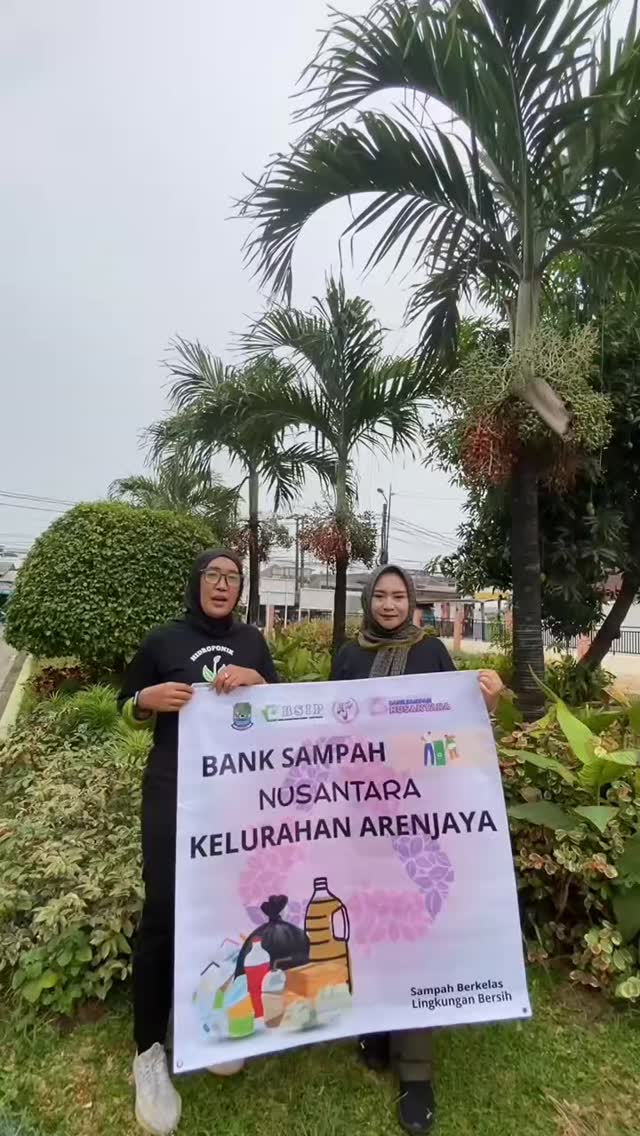 HIDROPONIK
BSIP
BANK SAMPAH
NUSANTARA
BANK SAMPAH
NUSANTARA
KELURAHAN ARENJAYA
Sampah Berkelas
Lingkungan Bersih